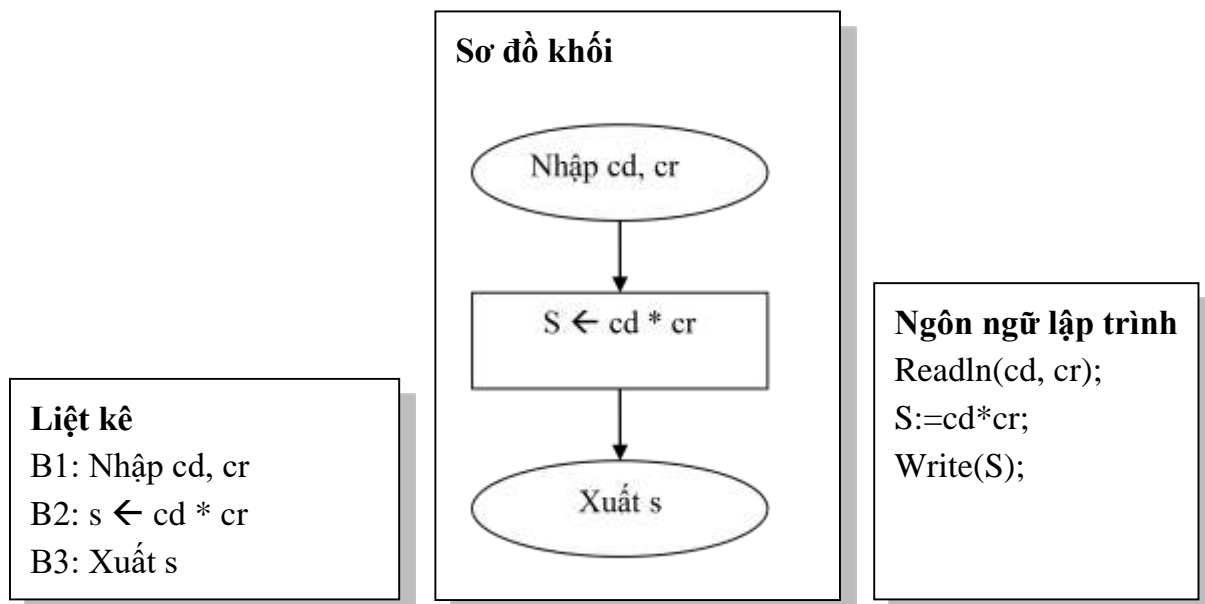 Sơ đồ khối
Nhập cd, cr
S ← cd * cr
Xuất s
Liệt kê
B1: Nhập cd, cr
B2: s ← cd * cr
B3: Xuất s
Ngôn ngữ lập trình
Readln(cd, cr);
S:=cd*cr;
Write(S);